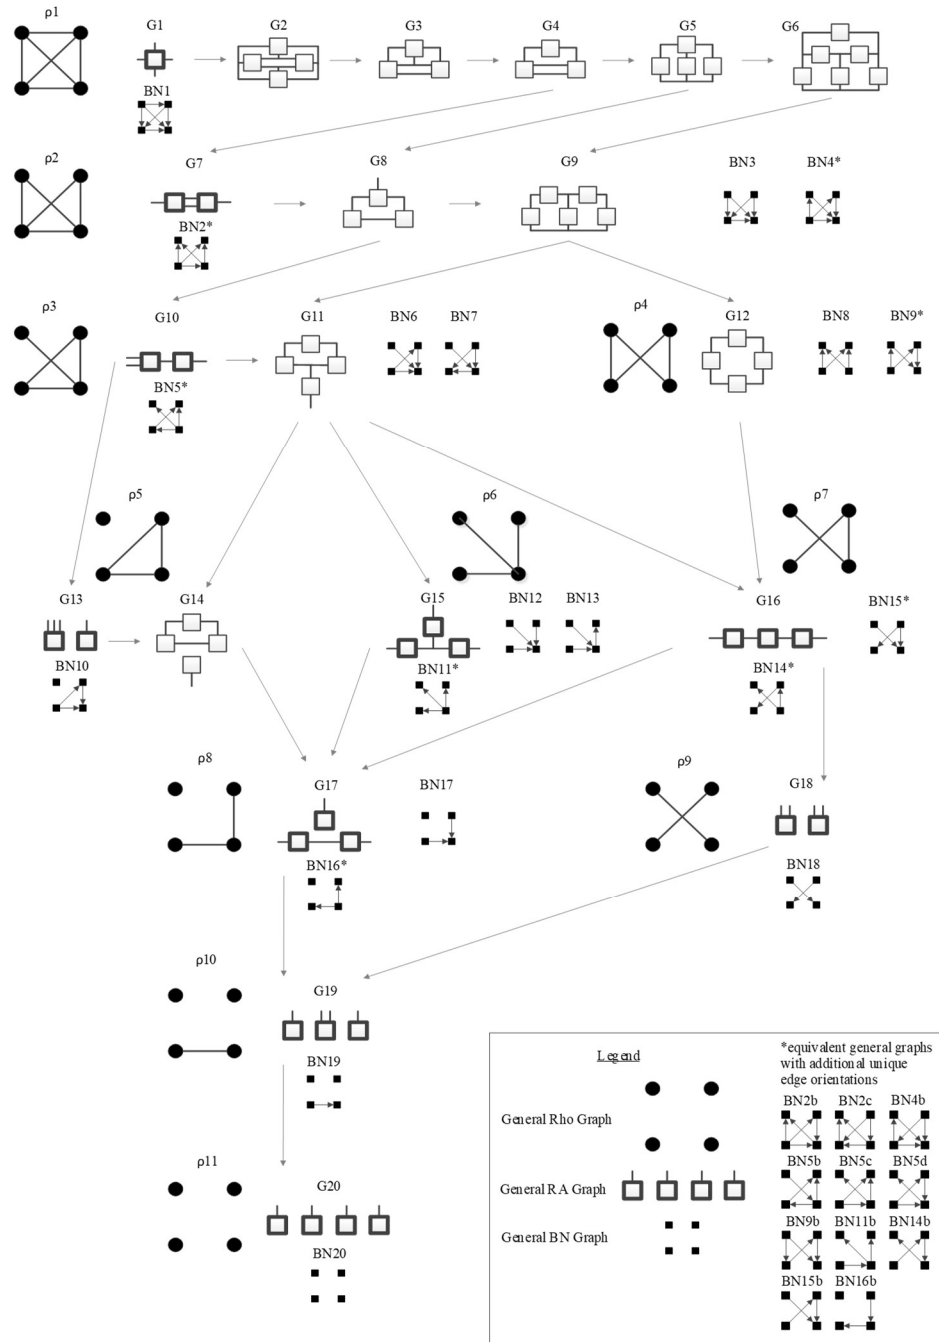 ρ1
G1
G2
G3
G4
G5
G6
BN1
ρ2
G7
G8
G9
BN3
BN4*
BN2*
ρ3
G10
G11
BN6
BN7
ρ4
G12
BN8
BN9*
BN5*
ρ5
ρ6
ρ7
G13
G14
G15
BN12
BN13
G16
BN15*
BN10
BN11*
BN14*
ρ8
G17
BN17
ρ9
G18
BN16*
BN18
ρ10
G19
BN19
ρ11
G20
BN20
Legend
*equivalent general graphs
with additional unique
edge orientations
General Rho Graph
General RA Graph
General BN Graph
BN2b
BN2c
BN4b
BN5b
BN5c
BN5d
BN9b
BN11b
BN14b
BN15b
BN16b